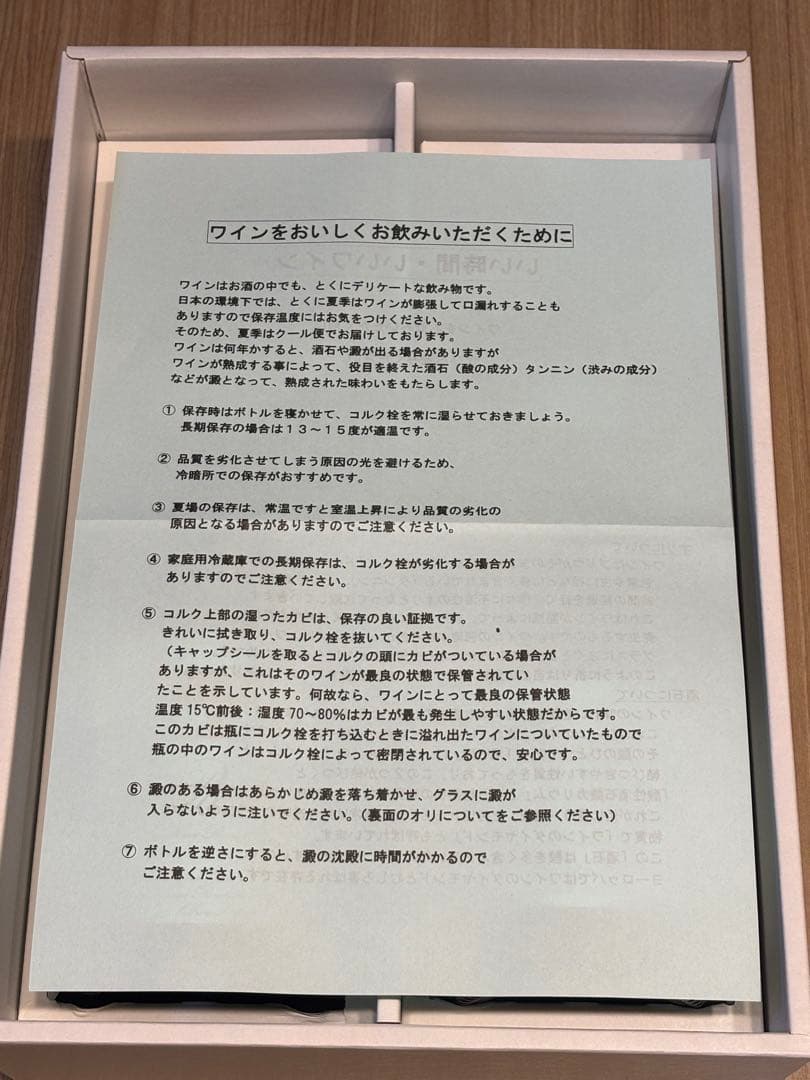 ワインをおいしくお飲みいただくために
ワインはお酒の中でも、とくにデリケートな飲み物です。
日本の環境下では、とくに夏季はワインが膨張して口漏れすることも
ありますので保存温度にはお気をつけください。
そのため、夏季はクール便でお届けしております。
ワインは何年かすると、酒石や澱が出る場合がありますが
ワインが熟成する事によって、役目を終えた酒石（酸の成分）タンニン（渋みの成分）
などが澱となって、熟成された味わいをもたらします。
① 保存時はボトルを寝かせて、コルク栓を常に湿らせておきましょう。
長期保存の場合は１３～１５度が適温です。
② 品質を劣化させてしまう原因の光を避けるため、
冷暗所での保存がおすすめです。
③ 夏場の保存は、常温ですと室温上昇により品質の劣化の
原因となる場合がありますのでご注意ください。
④ 家庭用冷蔵庫での長期保存は、コルク栓が劣化する場合が
ありますのでご注意ください。
⑤ コルク上部の湿ったカビは、保存の良い証拠です。
きれいに拭き取り、コルク栓を抜いてください。
（キャップシールを取るとコルクの頭にカビがついている場合が
ありますが、これはそのワインが最良の状態で保管されてい
たことを示しています。何故なら、ワインにとって最良の保管状態
温度15℃前後：湿度70～80％はカビが最も発生しやすい状態だからです。
このカビは瓶にコルク栓を打ち込むときに溢れ出たワインについていたもので
瓶の中のワインはコルク栓によって密閉されているので、安心です。
⑥ 澱のある場合はあらかじめ澱を落ち着かせ、グラスに澱が
入らないように注いでください。（裏面のオリについてをご参照ください）
⑦ ボトルを逆さにすると、澱の沈殿に時間がかかるので
ご注意ください。